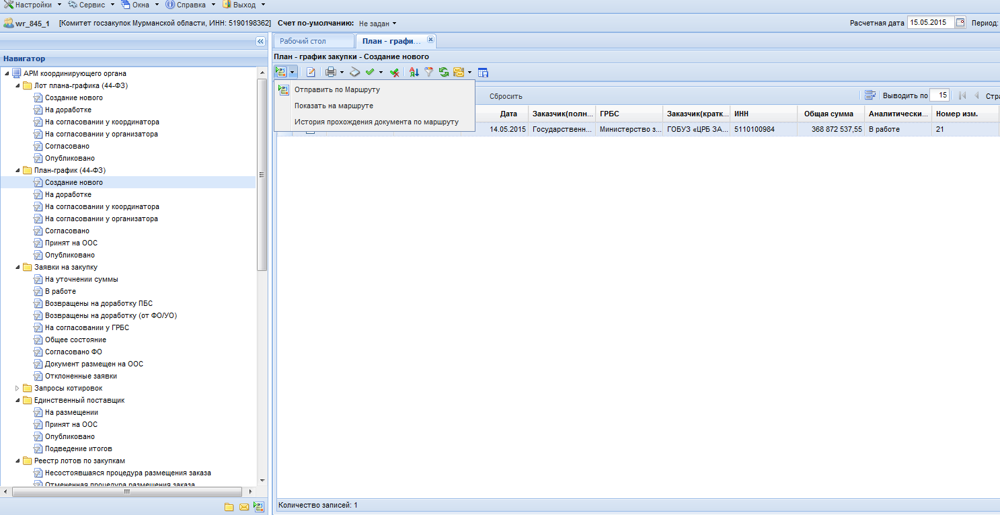 Настройки Сервис Окна Справка Выход
wr_845_1 [Комитет госзакупок Мурманской области, ИНН: 5190198362] Счет по-умолчанию: Не задан Расчетная дата 15.05.2015 Период:
Рабочий стол План - графи...
Навигатор
План - график закупки - Создание нового
АРМ координирующего органа
Лот плана-графика (44-ФЗ)
Создание нового
На доработке
На согласовании у координатора
На согласовании у организатора
Согласовано
Опубликовано
План-график (44-ФЗ)
Создание нового
На доработке
На согласовании у координатора
На согласовании у организатора
Согласовано
Принят на ООС
Опубликовано
Заявки на закупку
На уточнении суммы
В работе
Возвращены на доработку ПБС
Возвращены на доработку (от ФО/УО)
На согласовании у ГРБС
Общее состояние
Согласовано ФО
Документ размещен на ООС
Отклоненные заявки
Запросы котировок
Единственный поставщик
На размещении
Принят на ООС
Опубликовано
Подведение итогов
Реестр лотов по закупкам
Несостоявшаяся процедура размещения заказа
Отмененная процедура размещения заказа
Отправить по Маршруту
Показать на маршруте
История прохождения документа по маршруту
Сбросить Выводить по 15 Стра
Дата Заказчик(полн... ГРБС Заказчик(кратк... ИНН Общая сумма Аналитически... Номер изм.
14.05.2015 Государственн... Министерство з... ГОБУЗ «ЦРБ ЗА... 5110100984 368 872 537,55 В работе 21
Количество записей: 1